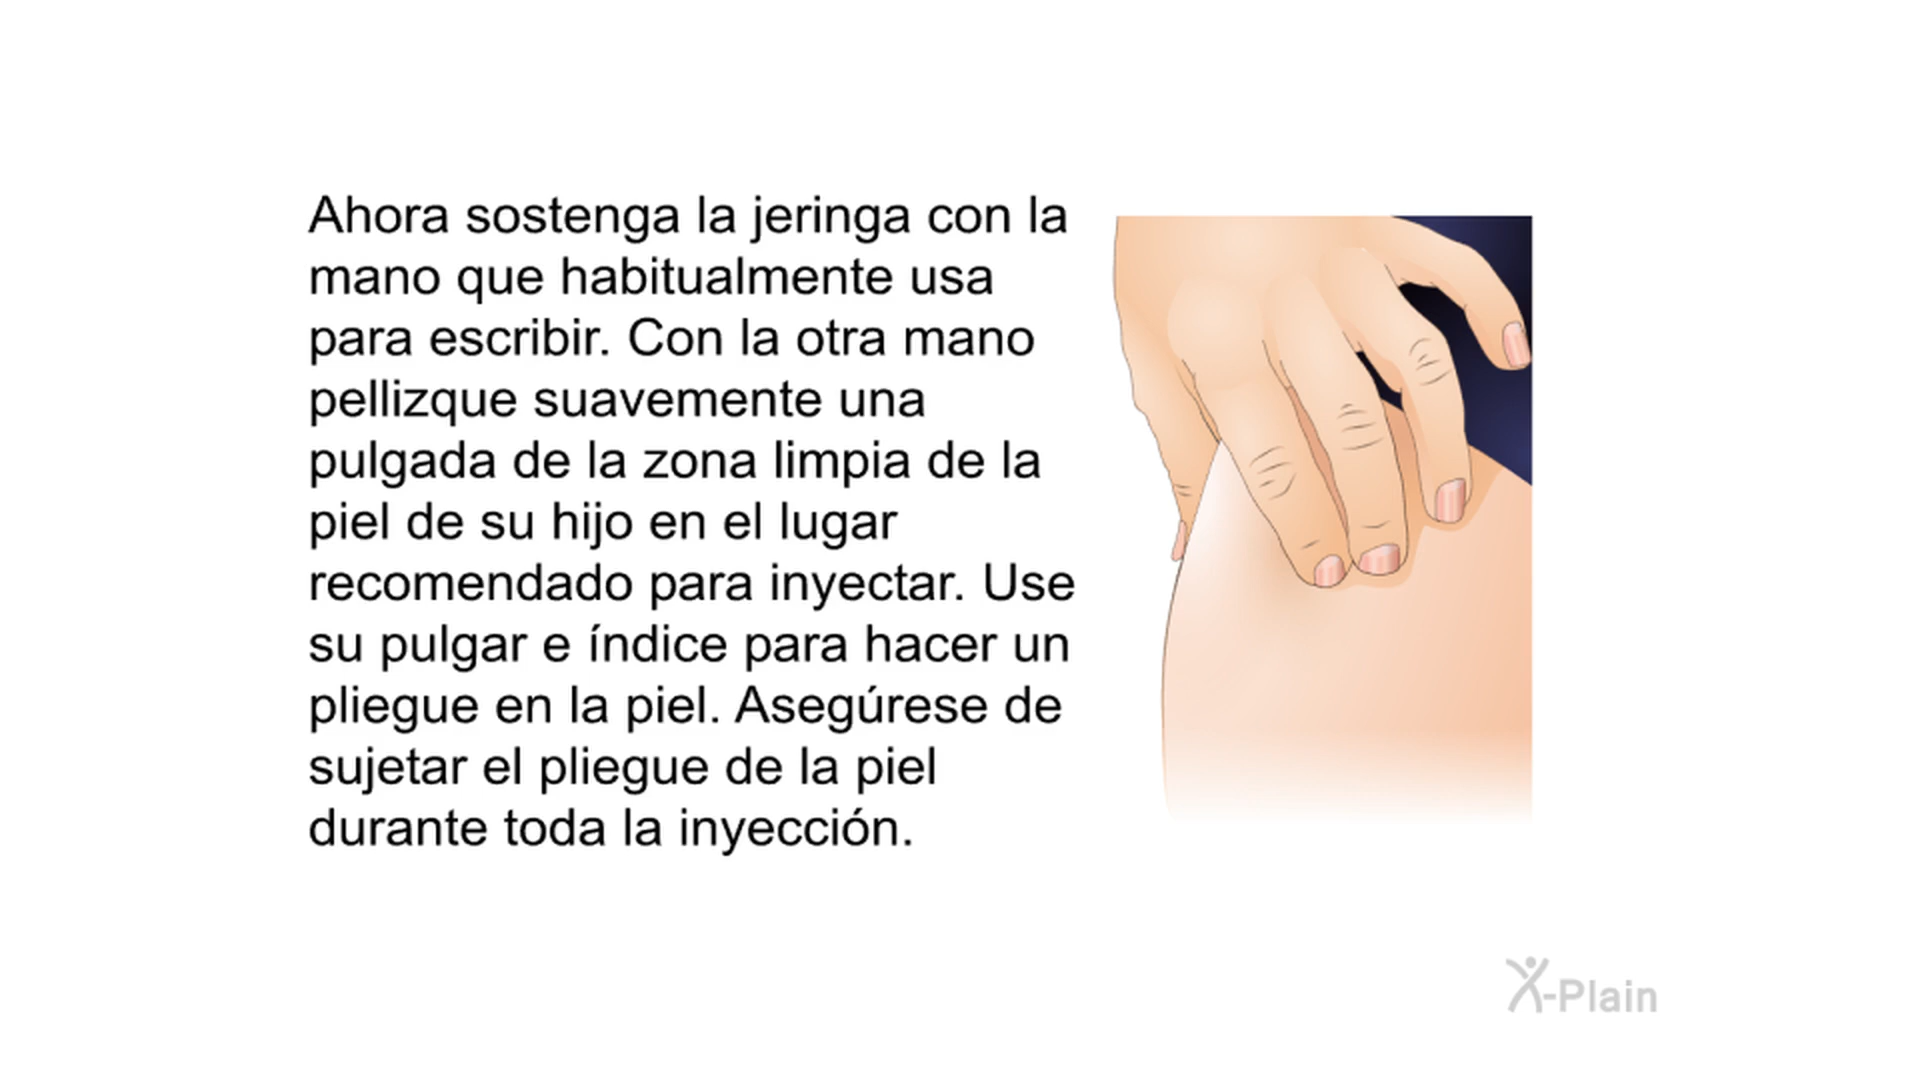 Ahora sostenga la jeringa con la
mano que habitualmente usa
para escribir. Con la otra mano
pellizque suavemente una
pulgada de la zona limpia de la
piel de su hijo en el lugar
recomendado para inyectar. Use
su pulgar e índice para hacer un
pliegue en la piel. Asegúrese de
sujetar el pliegue de la piel
durante toda la inyección.
X-Plain